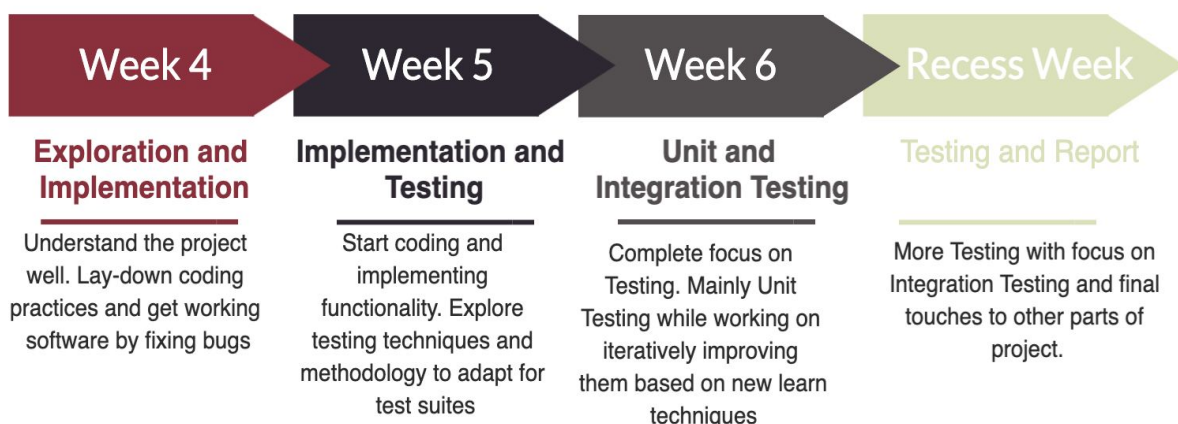 Week 4
Exploration and
Implementation
Understand the project
well. Lay-down coding
practices and get working
software by fixing bugs
Week 5
Implementation and
Testing
Start coding and
implementing
functionality. Explore
testing techniques and
methodology to adapt for
test suites
Week 6
Unit and
Integration Testing
Complete focus on
Testing. Mainly Unit
Testing while working on
iteratively improving
them based on new learn
techniques
Recess Week
Testing and Report
More Testing with focus on
Integration Testing and final
touches to other parts of
project.